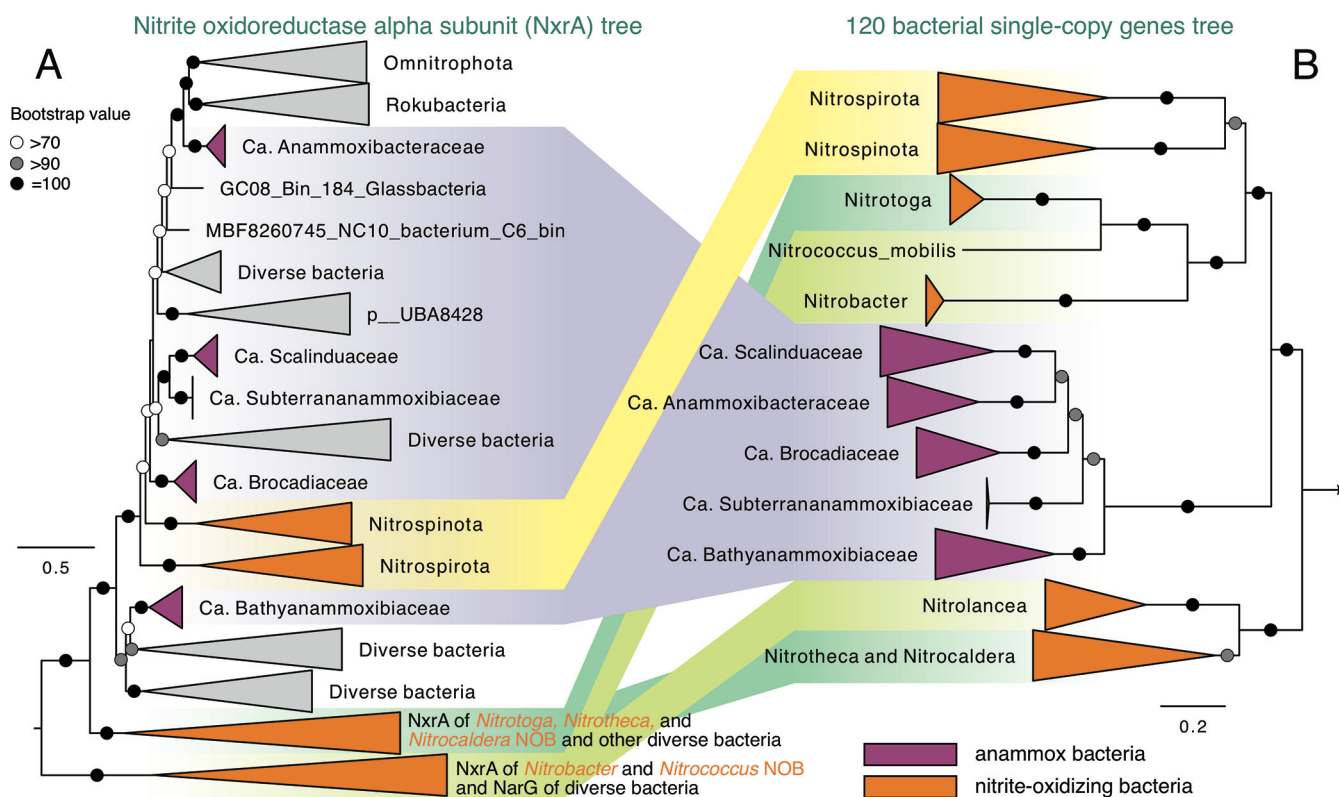 Nitrite oxidoreductase alpha subunit (NxrA) tree
A
Bootstrap value
>70
>90
=100
Omnitrophota
Rokubacteria
Ca. Anammoxibacteraceae
GC08_Bin_184_Glassbacteria
MBF8260745_NC10_bacterium_C6_bin
Diverse bacteria
p__UBA8428
Ca. Scalinduaceae
Ca. Subterrananammoxibiaceae
Diverse bacteria
Ca. Brocadiaceae
Nitrospinota
Nitrospirota
0.5
Ca. Bathyanammoxibiaceae
Diverse bacteria
Diverse bacteria
NxrA of Nitrotoga, Nitrotheca, and
Nitrocaldera NOB and other diverse bacteria
NxrA of Nitrobacter and Nitrococcus NOB
and NarG of diverse bacteria
120 bacterial single-copy genes tree
B
Nitrospirota
Nitrospinota
Nitrotoga
Nitrococcus_mobilis
Nitrobacter
Ca. Scalinduaceae
Ca. Anammoxibacteraceae
Ca. Brocadiaceae
Ca. Subterrananammoxibiaceae
Ca. Bathyanammoxibiaceae
Nitrolancea
Nitrotheca and Nitrocaldera
0.2
anammox bacteria
nitrite-oxidizing bacteria